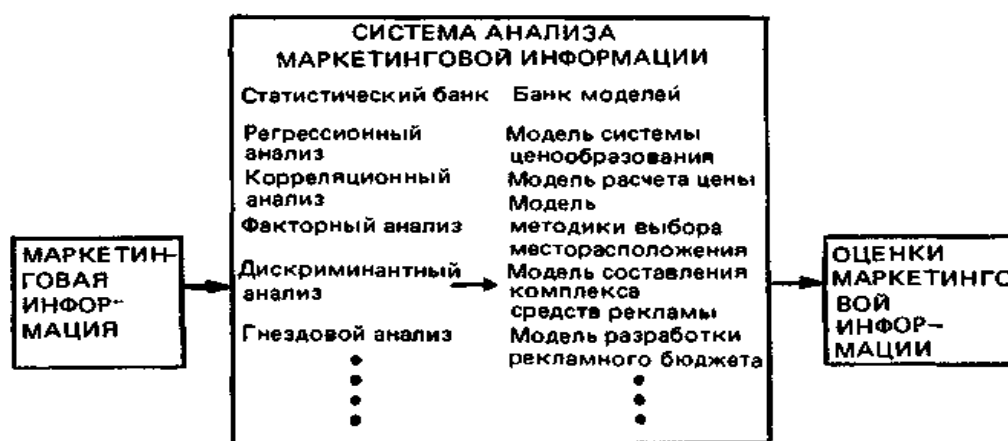 СИСТЕМА АНАЛИЗА
МАРКЕТИНГОВОЙ ИНФОРМАЦИИ
Статистический банк
Регрессионный
анализ
Корреляционный
анализ
Факторный анализ
Дискриминантный
анализ
Гнездовой анализ
Банк моделей
Модель системы
ценообразования
Модель расчета цены
Модель
методики выбора
месторасположения
Модель составления
комплекса
средств рекламы
Модель разработки
рекламного бюджета
МАРКЕТИН-
ГОВАЯ
ИНФОР-
МАЦИЯ
ОЦЕНКИ
МАРКЕТИНГО
ВОЙ
ИНФОР-
МАЦИИ